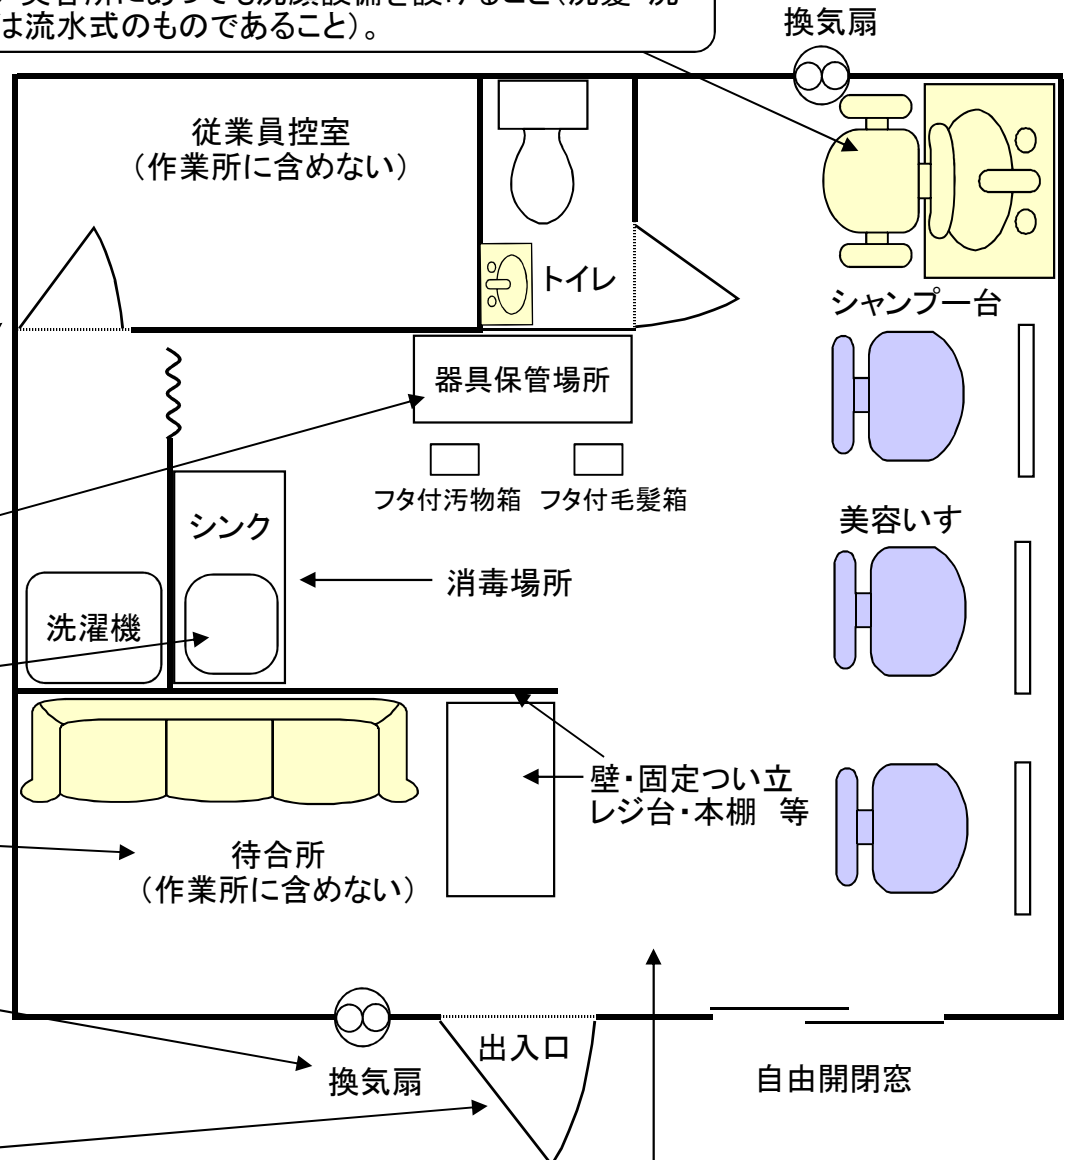 は流水式のものであること)。
換気扇
従業員控室
(作業所に含めない)
トイレ
シャンプー台
器具保管場所
フタ付汚物箱 フタ付毛髪箱
美容いす
シンク
消毒場所
洗濯機
壁・固定つい立
レジ台・本棚 等
待合所
(作業所に含めない)
出入口
換気扇
自由開閉窓